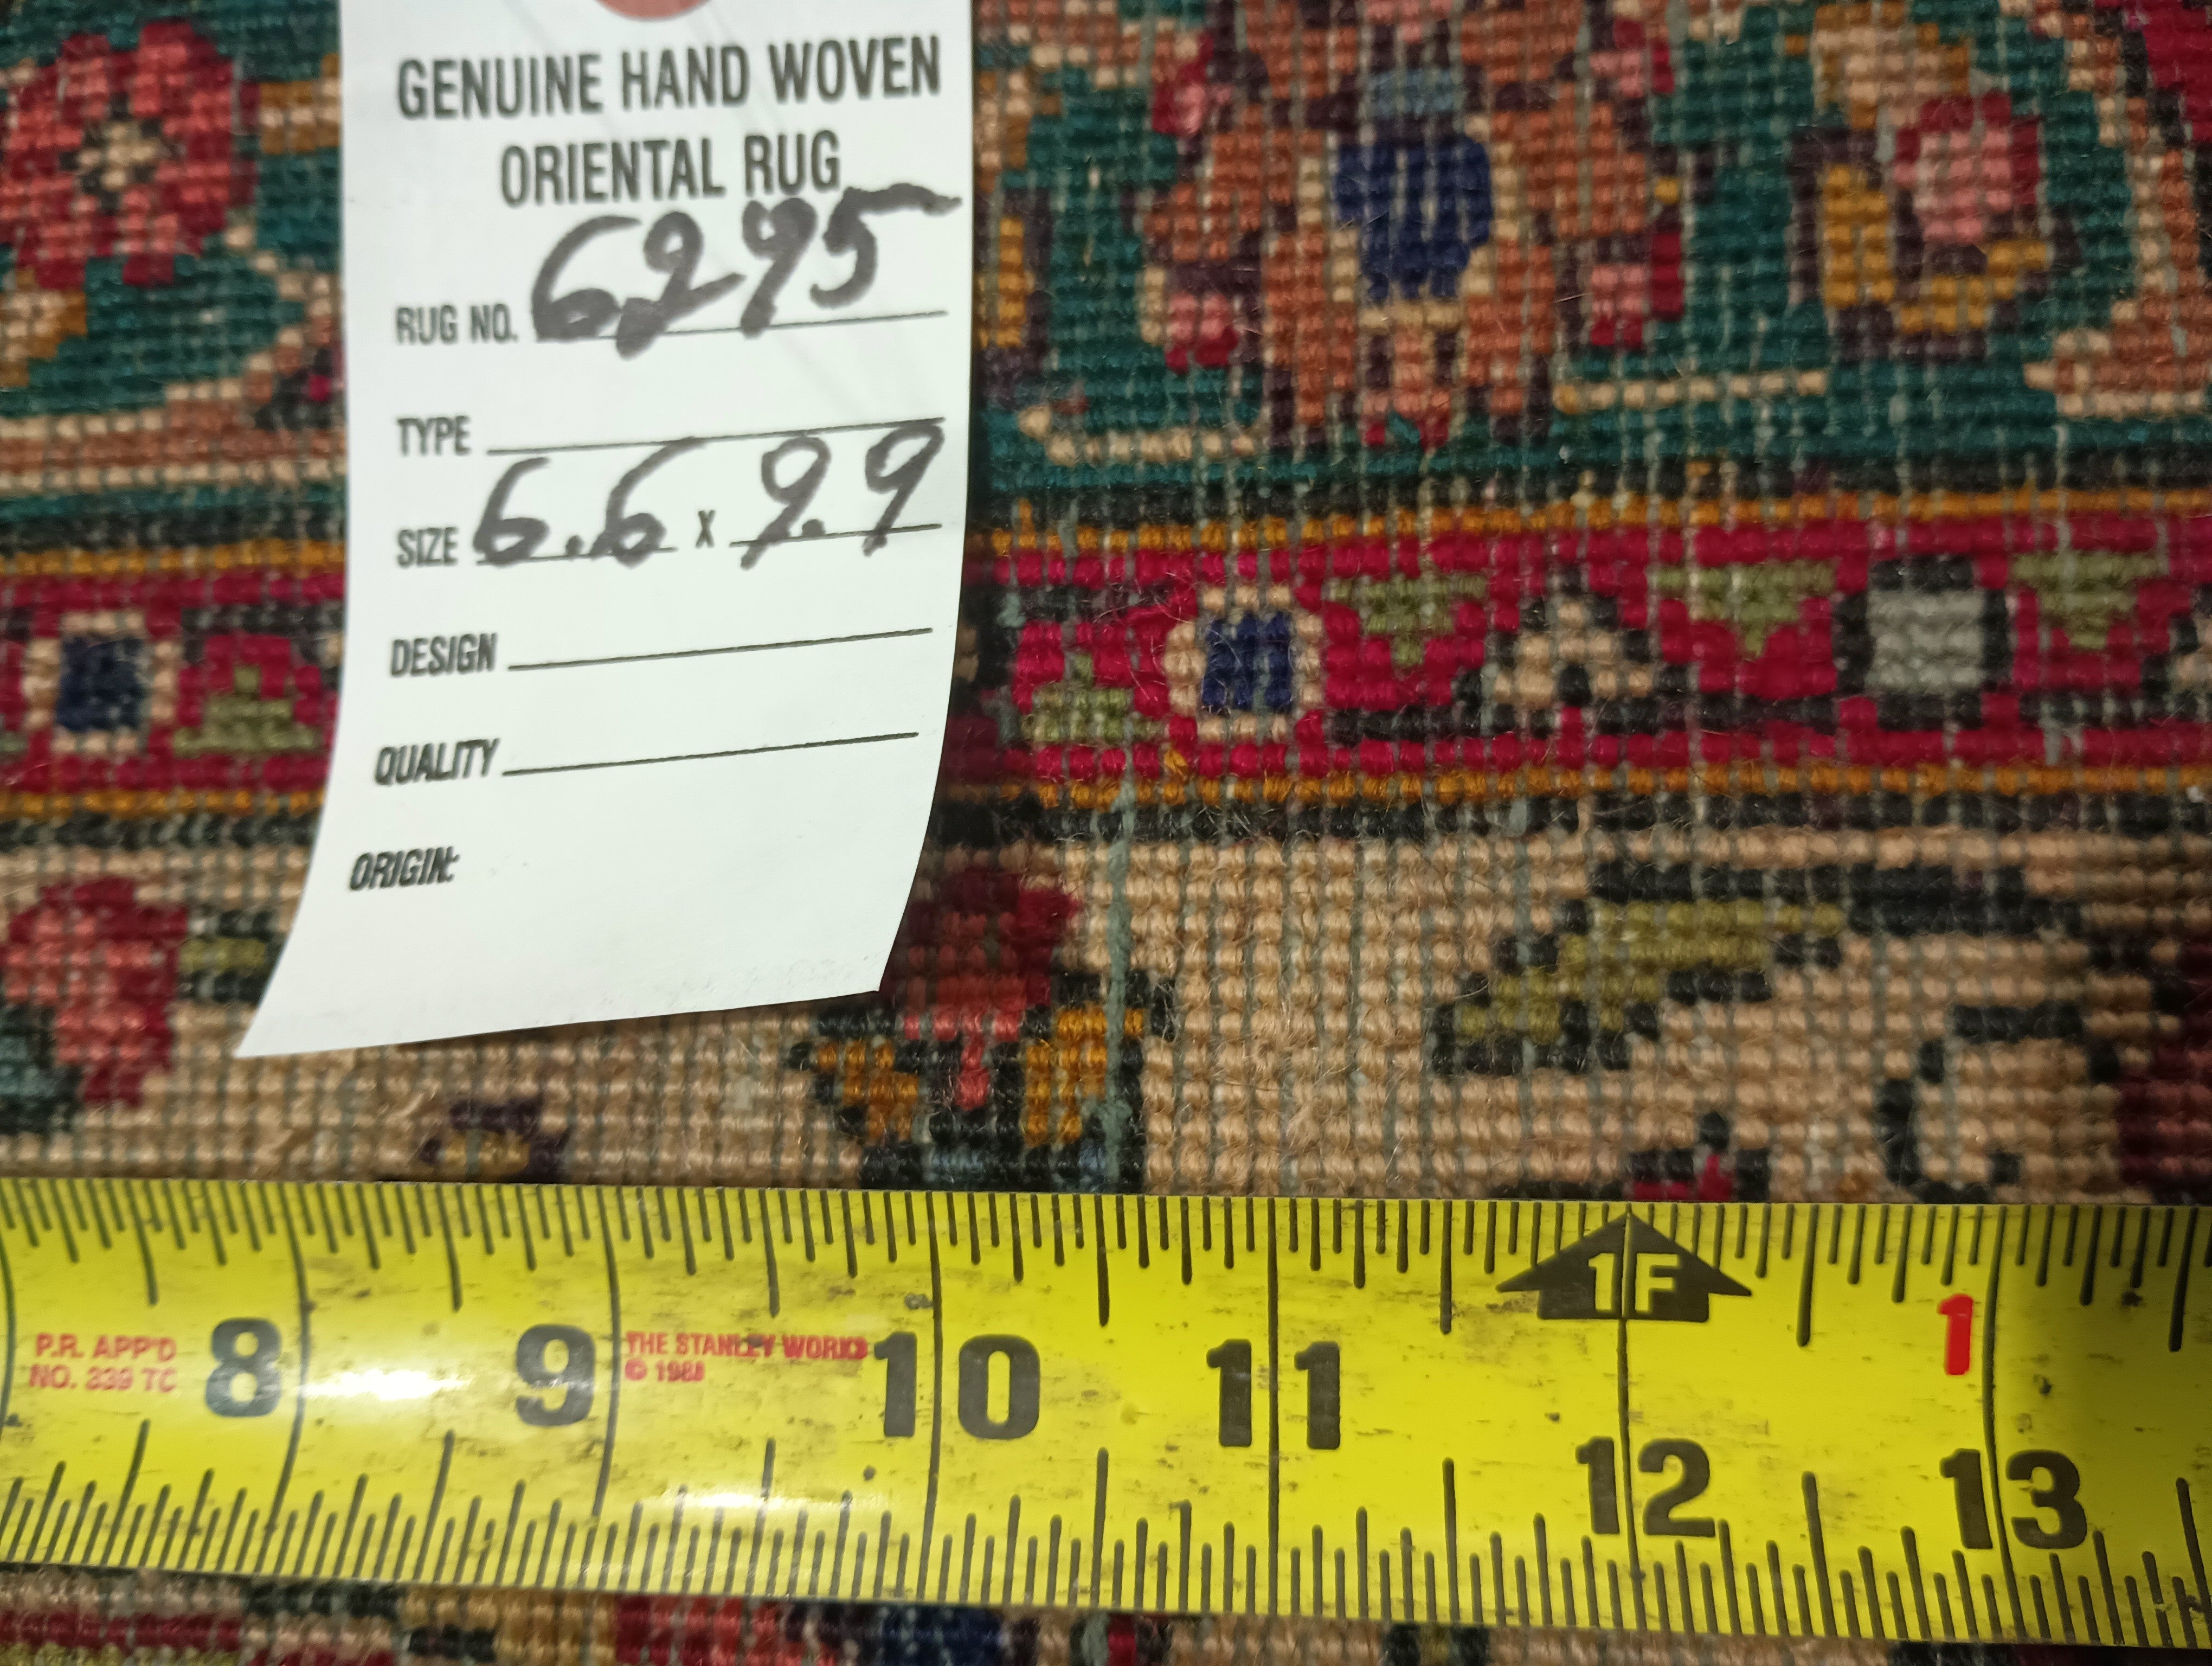 GENUINE HAND WOVEN
ORIENTAL RUG
RUG NO. 6295
TYPE
SIZE 6.6 x 9.9
DESIGN
QUALITY
ORIGIN:
1F
1
P.R. APP'D
NO. 339 TC
8 9 10 11 12 13
THE STANLEY WORKS
© 1988